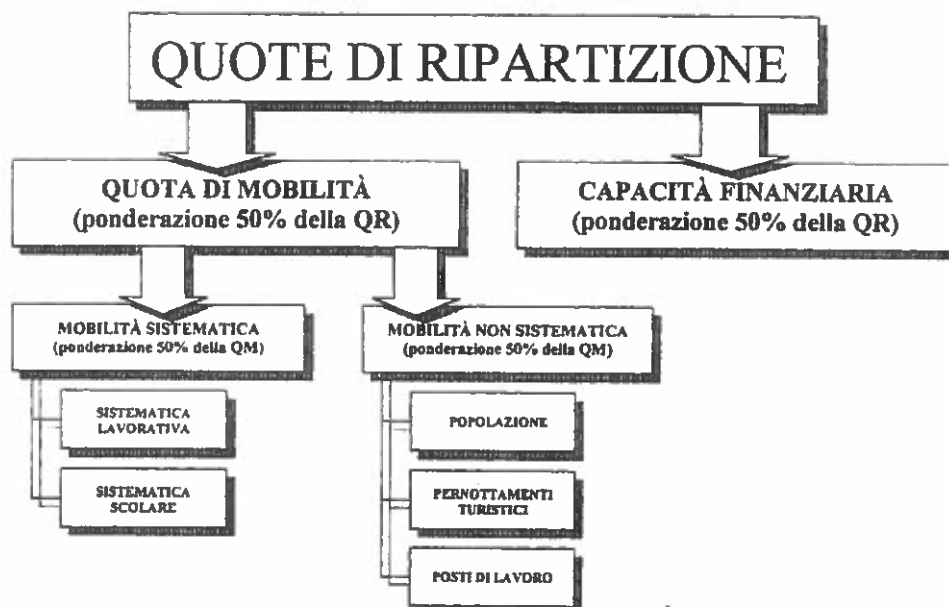 QUOTE DI RIPARTIZIONE
QUOTA DI MOBILITÀ
(ponderazione 50% della QR)
CAPACITÀ FINANZIARIA
(ponderazione 50% della QR)
MOBILITÀ SISTEMATICA
(ponderazione 50% della QM)
MOBILITÀ NON SISTEMATICA
(ponderazione 50% della QM)
SISTEMATICA
LAVORATIVA
SISTEMATICA
SCOLARE
POPOLAZIONE
PERNOTTAMENTI
TURISTICI
POSTI DI LAVORO